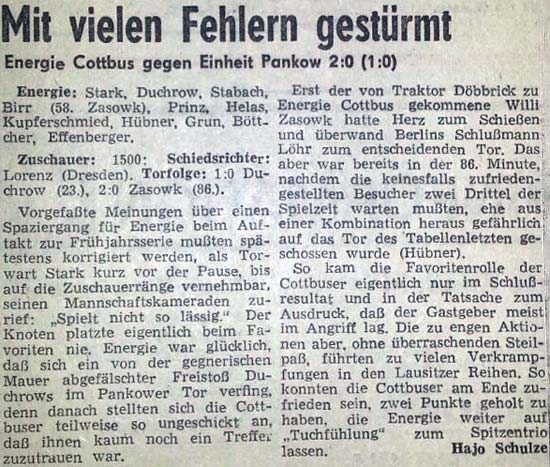 Mit vielen Fehlern gestürmt
Energie Cottbus gegen Einheit Pankow 2:0 (1:0)
Energie: Stark, Duchrow, Stabach,
Birr (58. Zasowk), Prinz, Helas,
Kupferschmied, Hübner, Grun, Bött-
cher, Effenberger.
Zuschauer: 1500: Schiedsrichter:
Lorenz (Dresden). Torfolge: 1:0 Du-
chrow (23.), 2:0 Zasowk (86.).
Vorgefaßte Meinungen über einen
Spaziergang für Energie beim Auf-
takt zur Frühjahrsserie mußten spä-
testens korrigiert werden, als Tor-
wart Stark kurz vor der Pause, bis
auf die Zuschauerränge vernehmbar,
seinen Mannschaftskameraden zu-
rief: „Spielt nicht so lässig.“ Der
Knoten platzte eigentlich beim Fa-
voriten nie. Energie war glücklich,
daß sich ein von der gegnerischen
Mauer abgefälschter Freistoß Du-
chrows im Pankower Tor verfing,
denn danach stellten sich die Cott-
buser teilweise so ungeschickt an,
daß ihnen kaum noch ein Treffer
zuzutrauen war.
Erst der von Traktor Döbbrick zu
Energie Cottbus gekommene Willi
Zasowk hatte Herz zum Schießen
und überwand Berlins Schlußmann
Löhr zum entscheidenden Tor. Das
aber war bereits in der 86. Minute,
nachdem die keinesfalls zufrieden-
gestellten Besucher zwei Drittel der
Spielzeit warten mußten, ehe aus
einer Kombination heraus gefährlich
auf das Tor des Tabellenletzten ge-
schossen wurde (Hübner).
So kam die Favoritenrolle der
Cottbuser eigentlich nur im Schluß-
resultat und in der Tatsache zum
Ausdruck, daß der Gastgeber meist
im Angriff lag. Die zu engen Aktio-
nen aber, ohne überraschenden Steil-
paß, führten zu vielen Verkramp-
fungen in den Lausitzer Reihen. So
konnten die Cottbuser am Ende zu-
frieden sein, zwei Punkte geholt zu
haben, die Energie weiter auf
„Tuchfühlung“ zum Spitzentrio
lassen. Hajo Schulze